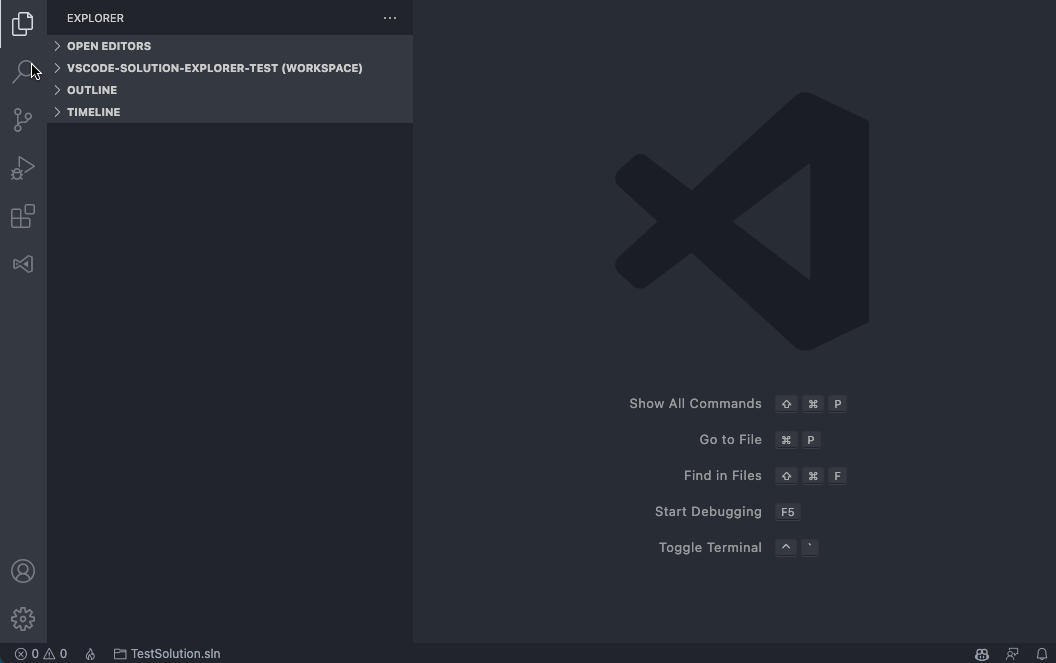 EXPLORER
OPEN EDITORS
VSCODE-SOLUTION-EXPLORER-TEST (WORKSPACE)
OUTLINE
TIMELINE
Show All Commands ⇧ ⌘ P
Go to File ⌘ P
Find in Files ⇧ ⌘ F
Start Debugging F5
Toggle Terminal ^ `
0 0 TestSolution.sln